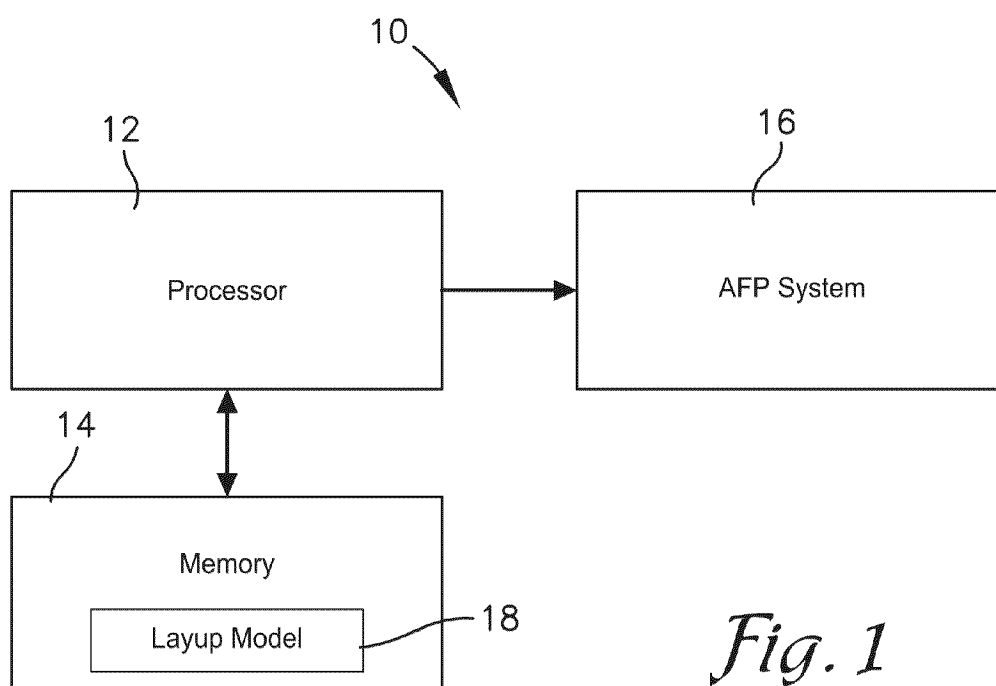 10
12
16
Processor
AFP System
14
Memory
Layup Model
18
Fig. 1